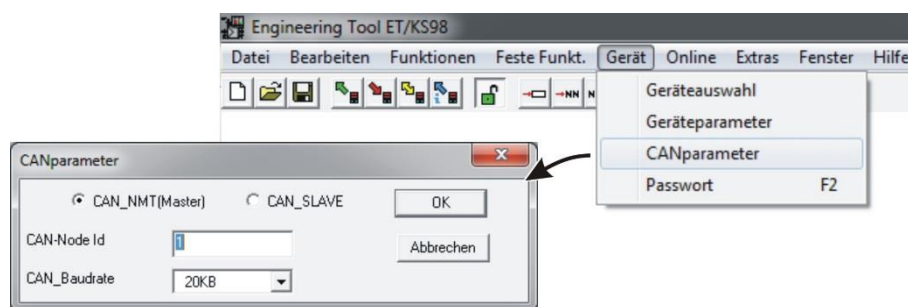 Engineering Tool ET/KS98
Datei Bearbeiten Funktionen Feste Funkt. Gerät Online Extras Fenster Hilfe
NN N
Geräteauswahl
Geräteparameter
CANparameter
Passwort F2
CANparameter
CAN_NMT(Master) CAN_SLAVE OK
CAN-Node Id 1 Abbrechen
CAN_Baudrate 20KB